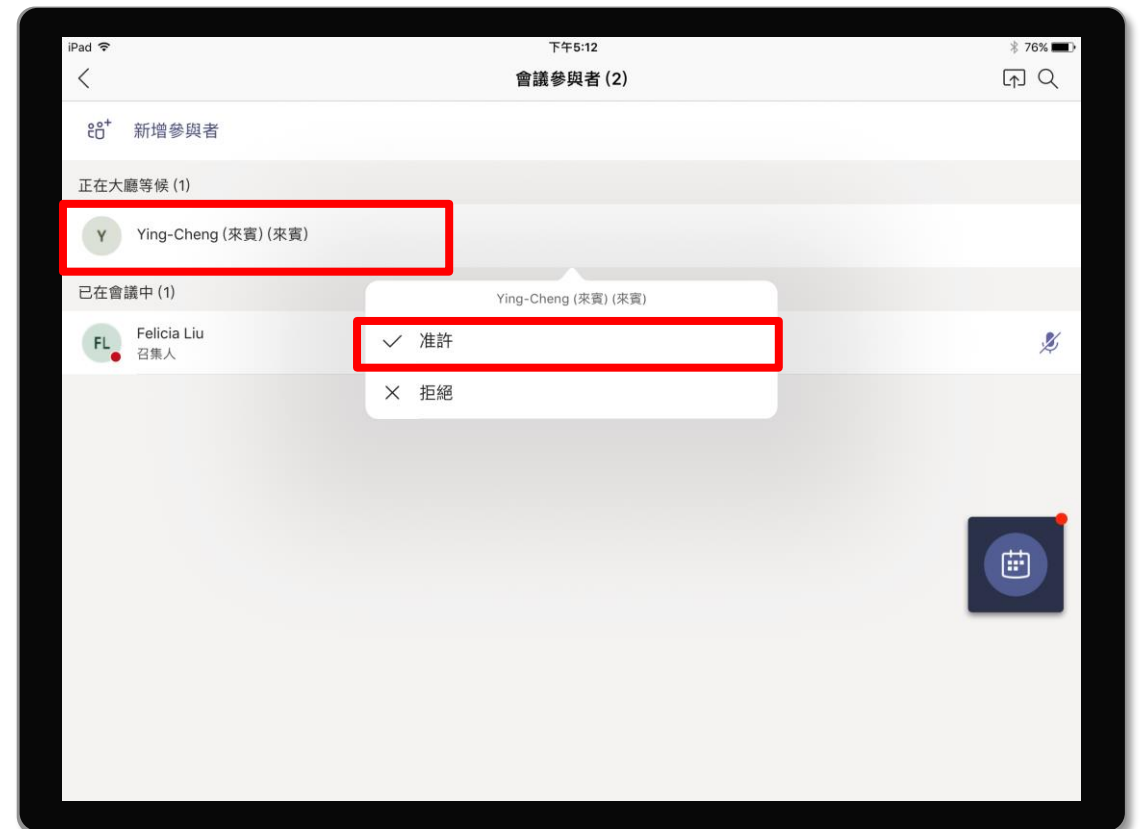 iPad 下午5:12 76%
會議參與者 (2)
新增參與者
正在大廳等候 (1)
Y Ying-Cheng (來賓) (來賓)
已在會議中 (1)
Ying-Cheng (來賓) (來賓)
FL Felicia Liu
召集人
准許
拒絕